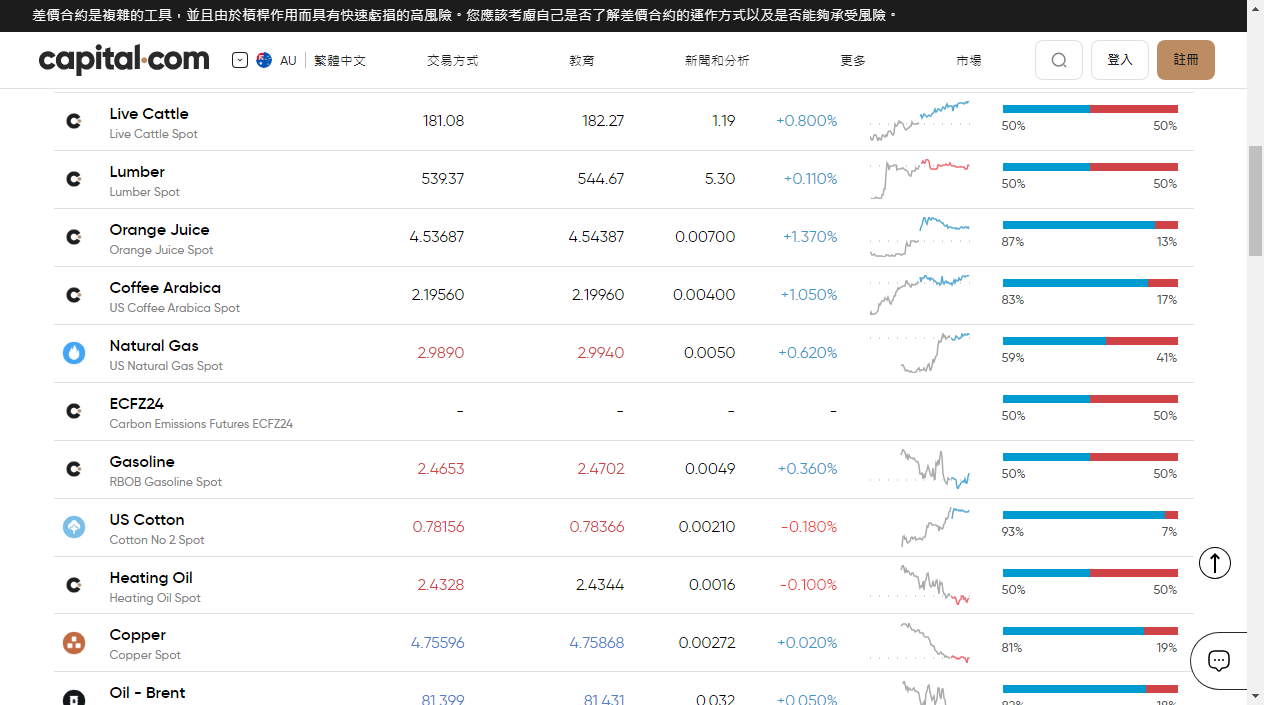 差價合約是複雜的工具，並且由於槓桿作用而具有快速虧損的高風險。您應該考慮自己是否了解差價合約的運作方式以及是否能夠承受風險。
capital.com AU 繁體中文 交易方式 教育 新聞和分析 更多 市場 登入 註冊
Live Cattle 181.08 182.27 1.19 +0.800%
Live Cattle Spot 50% 50%
Lumber 539.37 544.67 5.30 +0.110%
Lumber Spot 50% 50%
Orange Juice 4.53687 4.54387 0.00700 +1.370%
Orange Juice Spot 87% 13%
Coffee Arabica 2.19560 2.19960 0.00400 +1.050%
US Coffee Arabica Spot 83% 17%
Natural Gas 2.9890 2.9940 0.0050 +0.620%
US Natural Gas Spot 59% 41%
ECFZ24 - - - -
Carbon Emissions Futures ECFZ24 50% 50%
Gasoline 2.4653 2.4702 0.0049 +0.360%
RBOB Gasoline Spot 50% 50%
US Cotton 0.78156 0.78366 0.00210 -0.180%
Cotton No 2 Spot 93% 7%
Heating Oil 2.4328 2.4344 0.0016 -0.100%
Heating Oil Spot 50% 50%
Copper 4.75596 4.75868 0.00272 +0.020%
Copper Spot 81% 19%
Oil - Brent 81.399 81.431 0.032 +0.050%